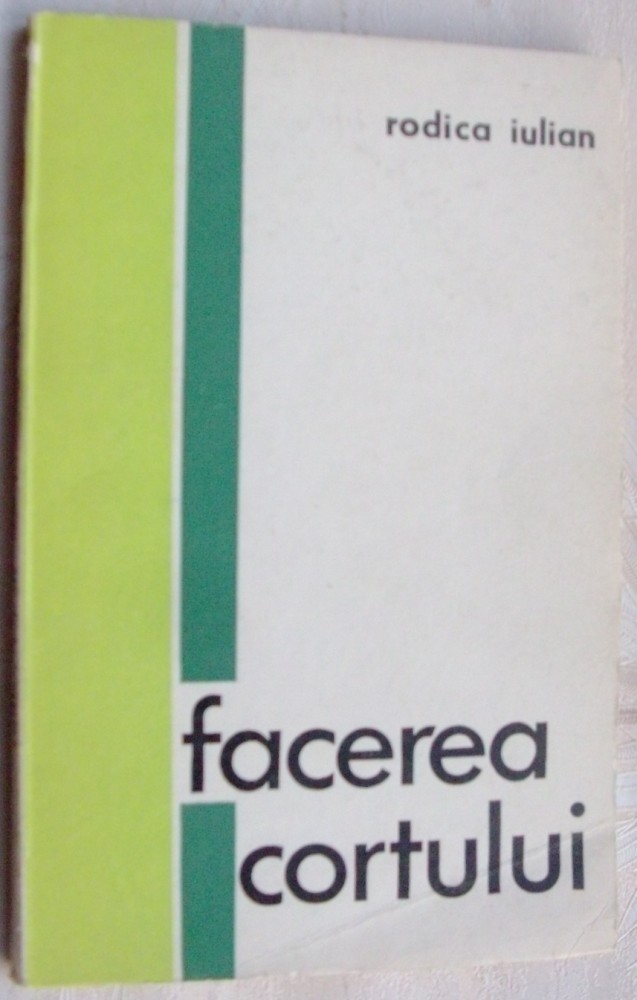 rodica iulian
facerea
cortului